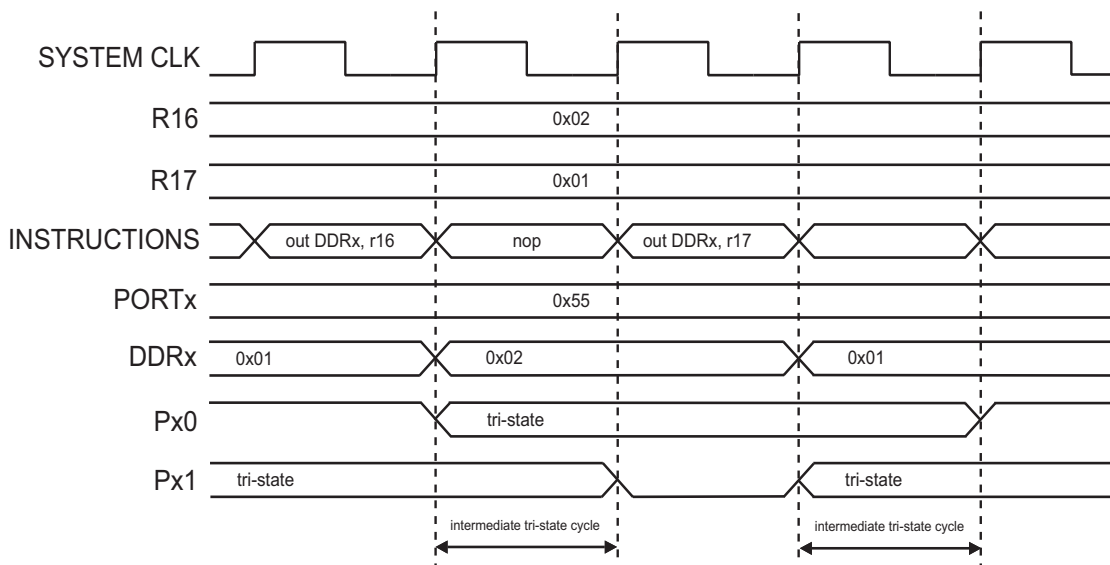 SYSTEM CLK
R16
0x02
R17
0x01
INSTRUCTIONS
out DDRx, r16
nop
out DDRx, r17
PORTx
0x55
DDRx
0x01
0x02
0x01
Px0
tri-state
Px1
tri-state
tri-state
intermediate tri-state cycle
intermediate tri-state cycle